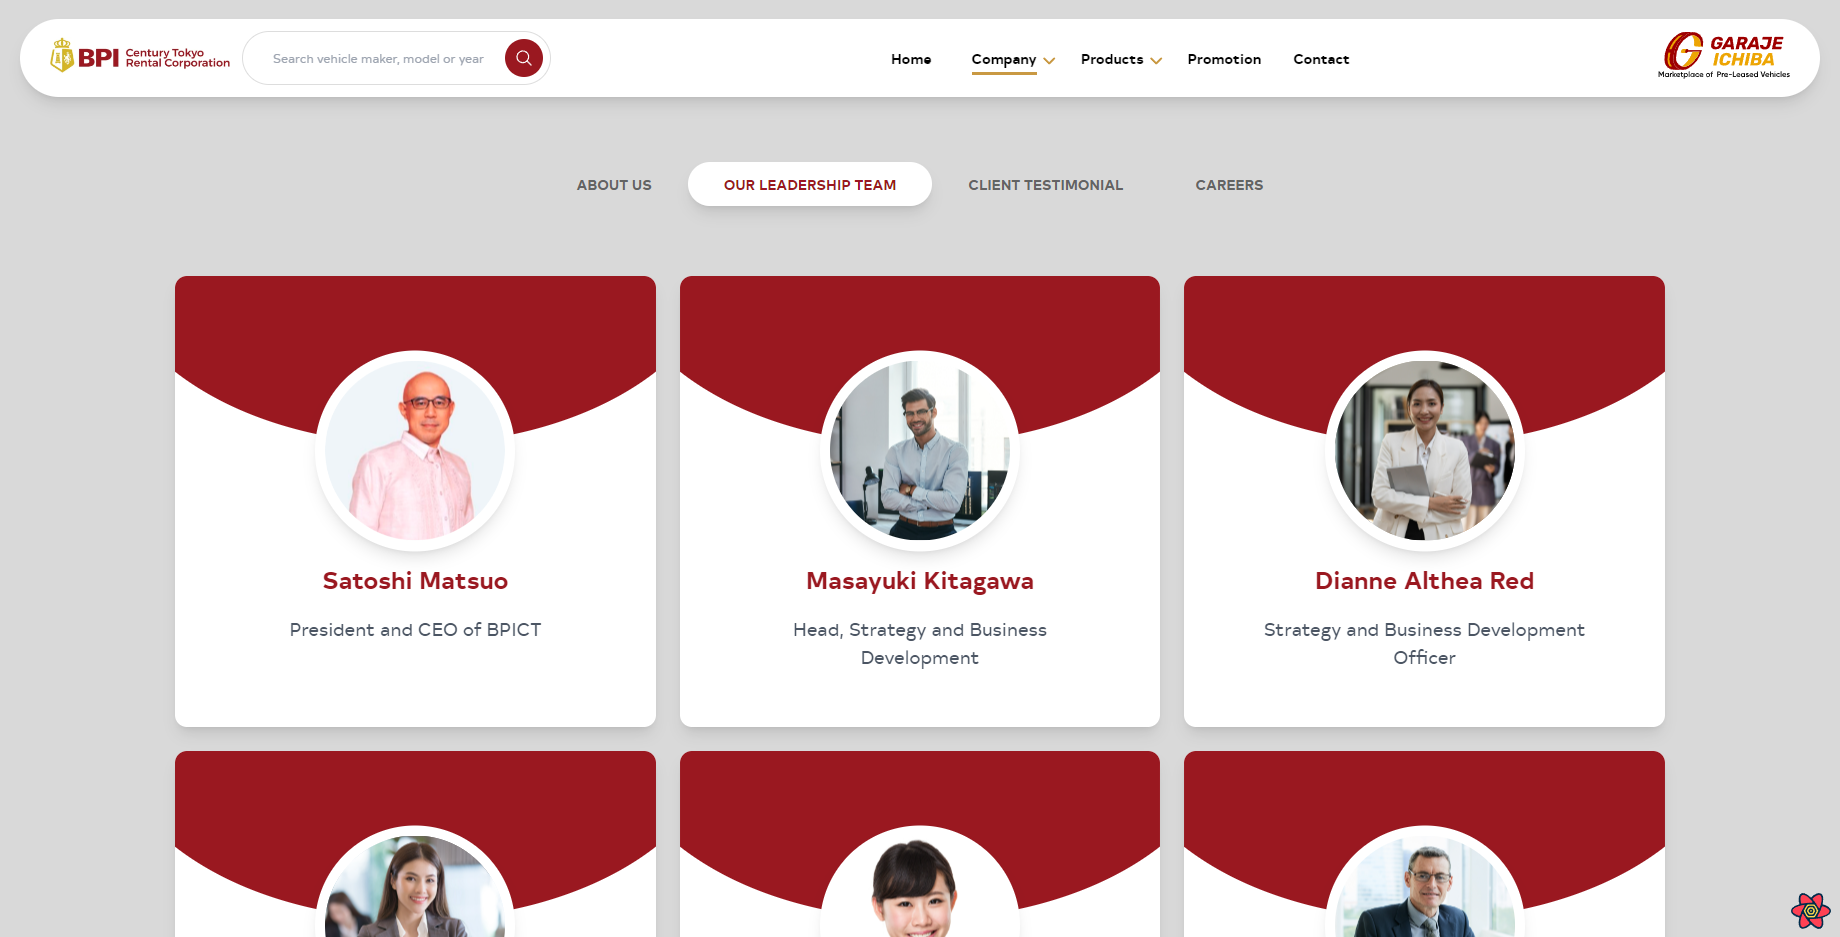 BPI Century Tokyo
Rental Corporation
Search vehicle maker, model or year
Home
Company
Products
Promotion
Contact
GARAJE
ICHIBA
Marketplace of Pre-Leased Vehicles
ABOUT US
OUR LEADERSHIP TEAM
CLIENT TESTIMONIAL
CAREERS
Satoshi Matsuo
President and CEO of BPICT
Masayuki Kitagawa
Head, Strategy and Business
Development
Dianne Althea Red
Strategy and Business Development
Officer